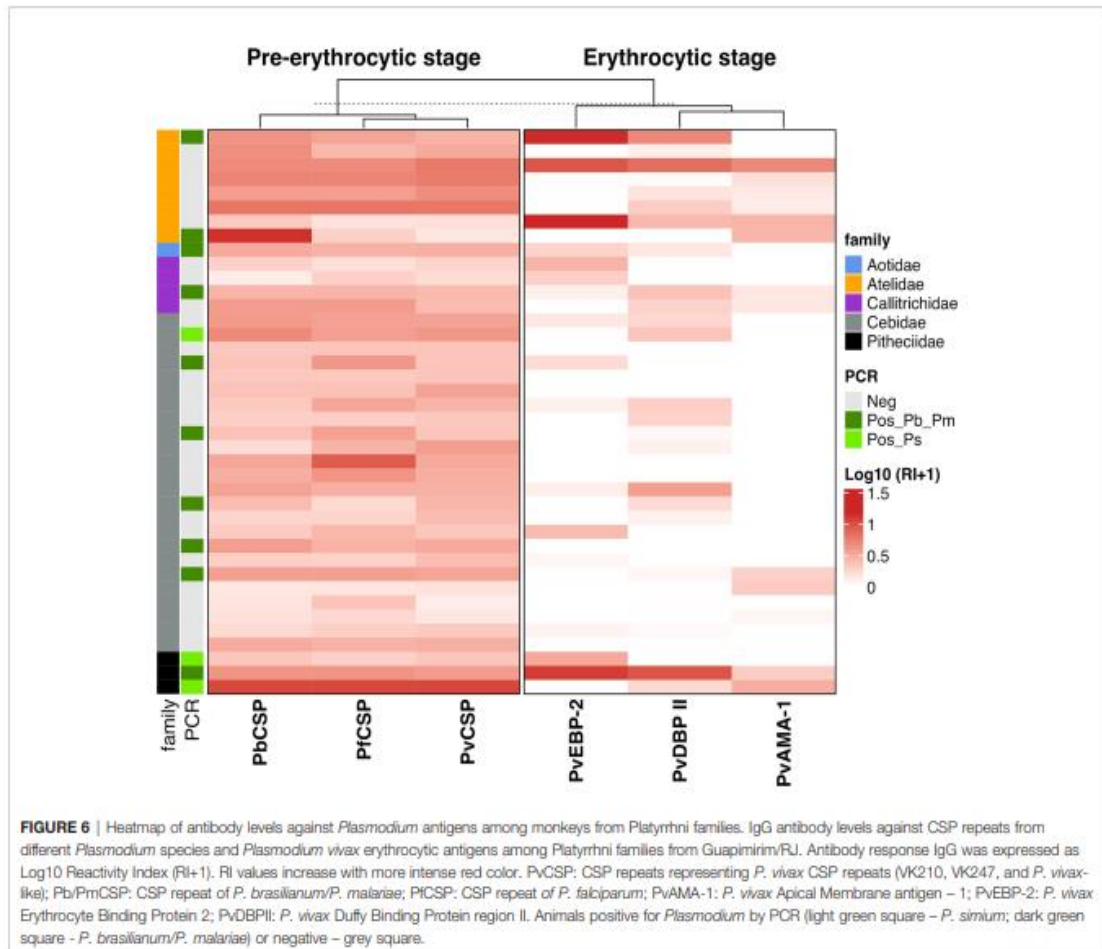 Pre-erythrocytic stage
Erythrocytic stage
family
Aotidae
Atelidae
Callitrichidae
Cebidae
Pitheciidae
PCR
Neg
Pos_Pb_Pm
Pos_Ps
Log10 (RI+1)
1.5
1
0.5
0
family
PCR
PbCSP
PfCSP
PvCSP
PvEBP-2
PvDBP II
PvAMA-1
FIGURE 6 | Heatmap of antibody levels against Plasmodium antigens among monkeys from Platyrrhni families. IgG antibody levels against CSP repeats from
different Plasmodium species and Plasmodium vivax erythrocytic antigens among Platyrrhni families from Guapimirim/RJ. Antibody response IgG was expressed as
Log10 Reactivity Index (RI+1). RI values increase with more intense red color. PvCSP: CSP repeats representing P. vivax CSP repeats (VK210, VK247, and P. vivax-
like); Pb/PmCSP: CSP repeat of P. brasilianum/P. malariae; PfCSP: CSP repeat of P. falciparum; PvAMA-1: P. vivax Apical Membrane antigen – 1; PvEBP-2: P. vivax
Erythrocyte Binding Protein 2; PvDBPII: P. vivax Duffy Binding Protein region II. Animals positive for Plasmodium by PCR (light green square – P. simium; dark green
square - P. brasilianum/P. malariae) or negative – grey square.